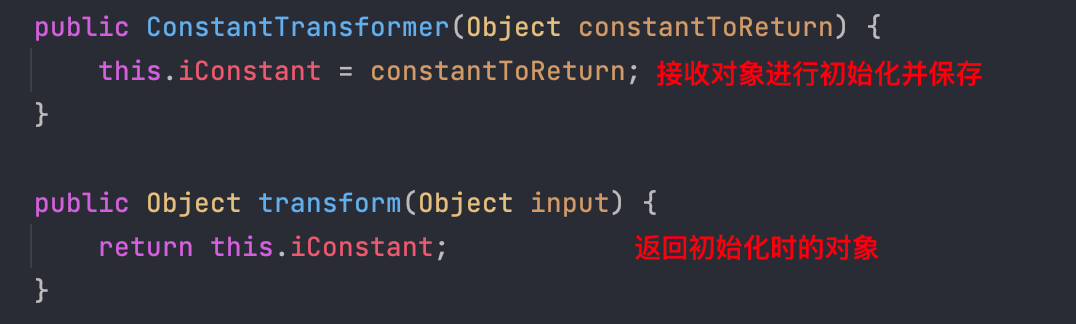 public ConstantTransformer(Object constantToReturn) {
this.iConstant = constantToReturn; 接收对象进行初始化并保存
}
public Object transform(Object input) {
return this.iConstant; 返回初始化时的对象
}